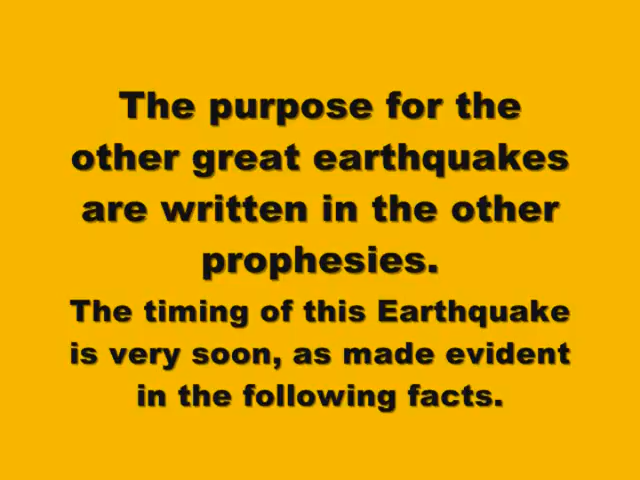 The purpose for the
other great earthquakes
are written in the other
prophesies.
The timing of this Earthquake
is very soon, as made evident
in the following facts.